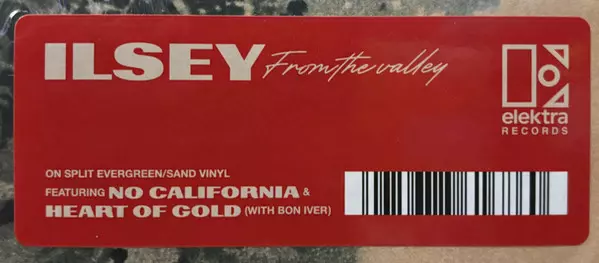 ILSEY From the valley
elektra
RECORDS
ON SPLIT EVERGREEN/SAND VINYL
FEATURING NO CALIFORNIA &
HEART OF GOLD (WITH BON IVER)